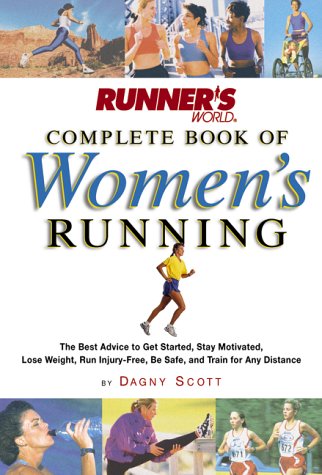 RUNNER'S
WORLD®
COMPLETE BOOK OF
Women's
RUNNING
The Best Advice to Get Started, Stay Motivated,
Lose Weight, Run Injury-Free, Be Safe, and Train for Any Distance
BY DAGNY SCOTT